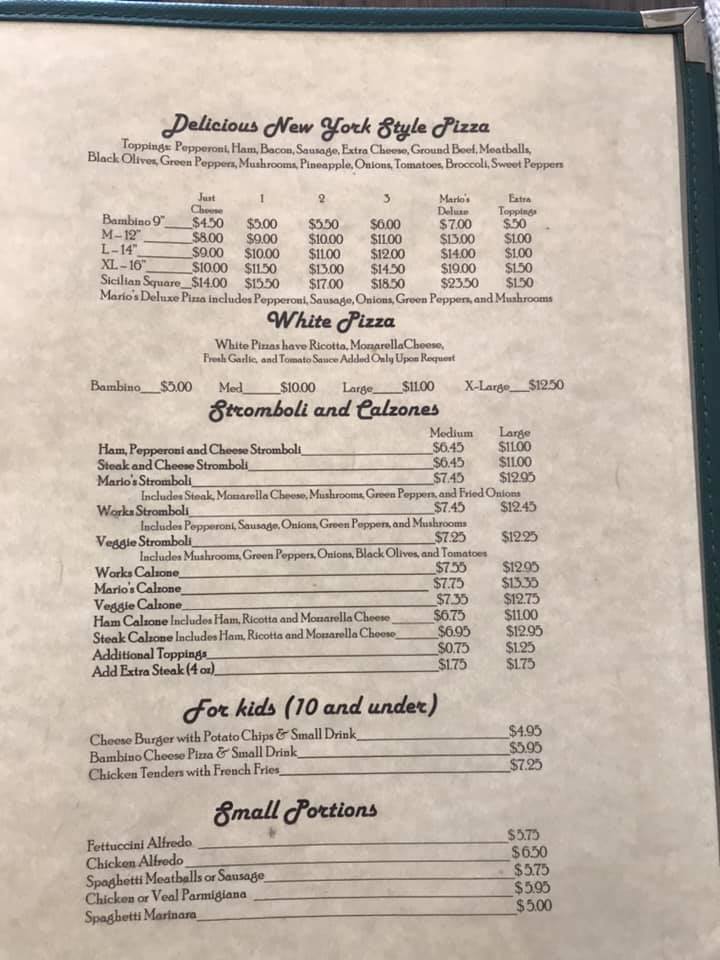 Delicious New York Style Pizza
Toppings: Pepperoni, Ham, Bacon, Sausage, Extra Cheese, Ground Beef, Meatballs,
Black Olives, Green Peppers, Mushrooms, Pineapple, Onions, Tomatoes, Broccoli, Sweet Peppers
Just Cheese 1 2 3 Mario's Deluxe Extra Toppings
Bambino 9" $4.50 $5.00 $5.50 $6.00 $7.00 $.50
M-12" $8.00 $9.00 $10.00 $11.00 $13.00 $1.00
L-14" $9.00 $10.00 $11.00 $12.00 $14.00 $1.00
XL-16" $10.00 $11.50 $13.00 $14.50 $19.00 $1.50
Sicilian Square $14.00 $15.50 $17.00 $18.50 $23.50 $1.50
Mario's Deluxe Pizza includes Pepperoni, Sausage, Onions, Green Peppers, and Mushrooms
White Pizza
White Pizzas have Ricotta, MozzarellaCheese,
Fresh Garlic, and Tomato Sauce Added Only Upon Request
Bambino $5.00 Med $10.00 Large $11.00 X-Large $12.50
Stromboli and Calzones
Medium Large
Ham, Pepperoni and Cheese Stromboli $6.45 $11.00
Steak and Cheese Stromboli $6.45 $11.00
Mario's Stromboli $7.45 $12.95
Includes Steak, Mozzarella Cheese, Mushrooms, Green Peppers, and Fried Onions
Works Stromboli $7.45 $12.45
Includes Pepperoni, Sausage, Onions, Green Peppers, and Mushrooms
Veggie Stromboli $7.25 $12.25
Includes Mushrooms, Green Peppers, Onions, Black Olives, and Tomatoes
Works Calzone $7.55 $12.95
Mario's Calzone $7.75 $13.35
Veggie Calzone $7.35 $12.75
Ham Calzone Includes Ham, Ricotta and Mozzarella Cheese $6.75 $11.00
Steak Calzone Includes Ham, Ricotta and Mozzarella Cheese $6.95 $12.95
Additional Toppings $0.75 $1.25
Add Extra Steak (4 oz) $1.75 $1.75
For kids (10 and under)
Cheese Burger with Potato Chips & Small Drink $4.95
Bambino Cheese Pizza & Small Drink $5.95
Chicken Tenders with French Fries $7.25
Small Portions
Fettuccini Alfredo $5.75
Chicken Alfredo $6.50
Spaghetti Meatballs or Sausage $5.75
Chicken or Veal Parmigiana $5.95
Spaghetti Marinara $5.00